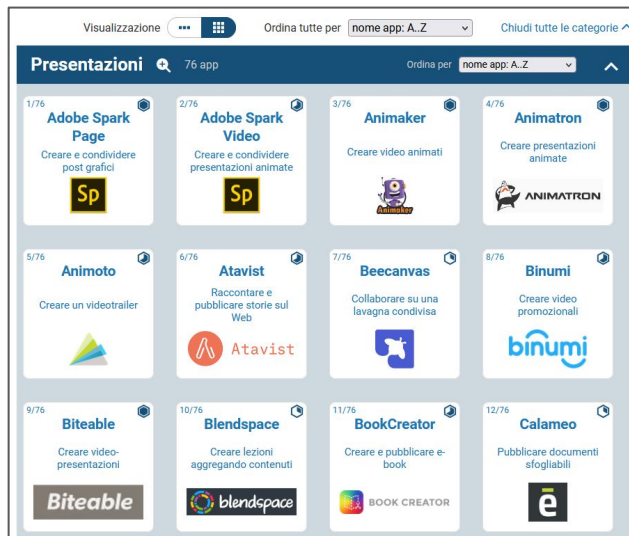 Visualizzazione
Ordina tutte per nome app: A..Z
Chiudi tutte le categorie
Presentazioni 76 app
Ordina per nome app: A..Z
1/76
Adobe Spark
Page
Creare e condividere
post grafici
Sp
2/76
Adobe Spark
Video
Creare e condividere
presentazioni animate
Sp
3/76
Animaker
Creare video animati
Animaker
4/76
Animatron
Creare presentazioni
animate
ANIMATRON
5/76
Animoto
Creare un videotrailer
6/76
Atavist
Raccontare e
pubblicare storie sul
Web
Atavist
7/76
Beecanvas
Collaborare su una
lavagna condivisa
8/76
Binumi
Creare video
promozionali
binumi
9/76
Biteable
Creare video-
presentazioni
Biteable
10/76
Blendspace
Creare lezioni
aggregando contenuti
blendspace
11/76
BookCreator
Creare e pubblicare e-
book
BOOK CREATOR
12/76
Calameo
Pubblicare documenti
sfogliabili
ē